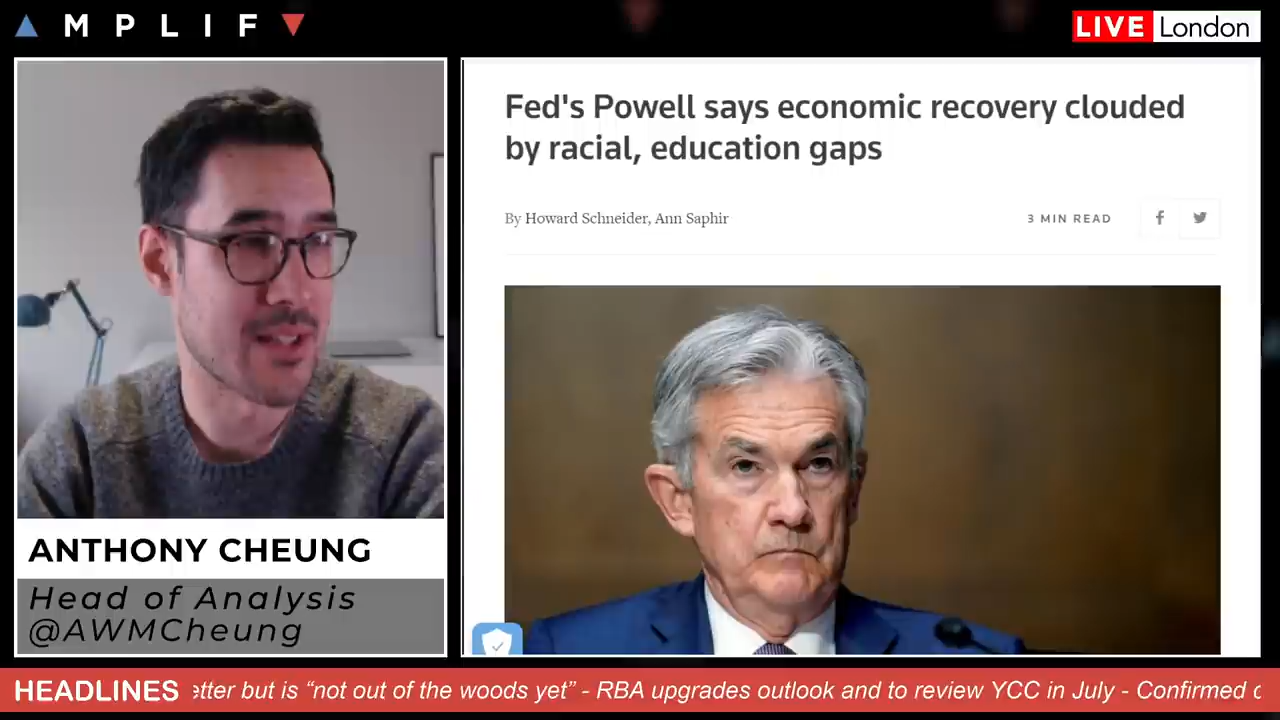 AMPLIFY
LIVE London
Fed's Powell says economic recovery clouded
by racial, education gaps
By Howard Schneider, Ann Saphir
3 MIN READ
ANTHONY CHEUNG
Head of Analysis
@AWMCheung
HEADLINES
but is “not out of the woods yet” - RBA upgrades outlook and to review YCC in July - Confirmed